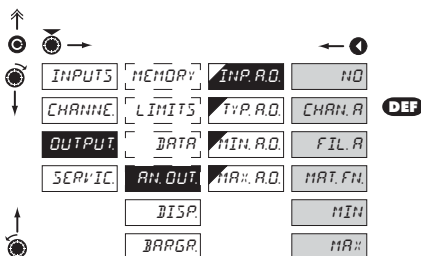 INPUTS MEMORY INP. A.O. NO
CHANNE. LIMITS TYP. A.O. CHAN. A DEF
OUTPUT. DATA MIN. A.O. FIL. A
SERVIC. AN. OUT. MAX. A.O. MAT. FN.
DISP. MIN
BARGR. MAX